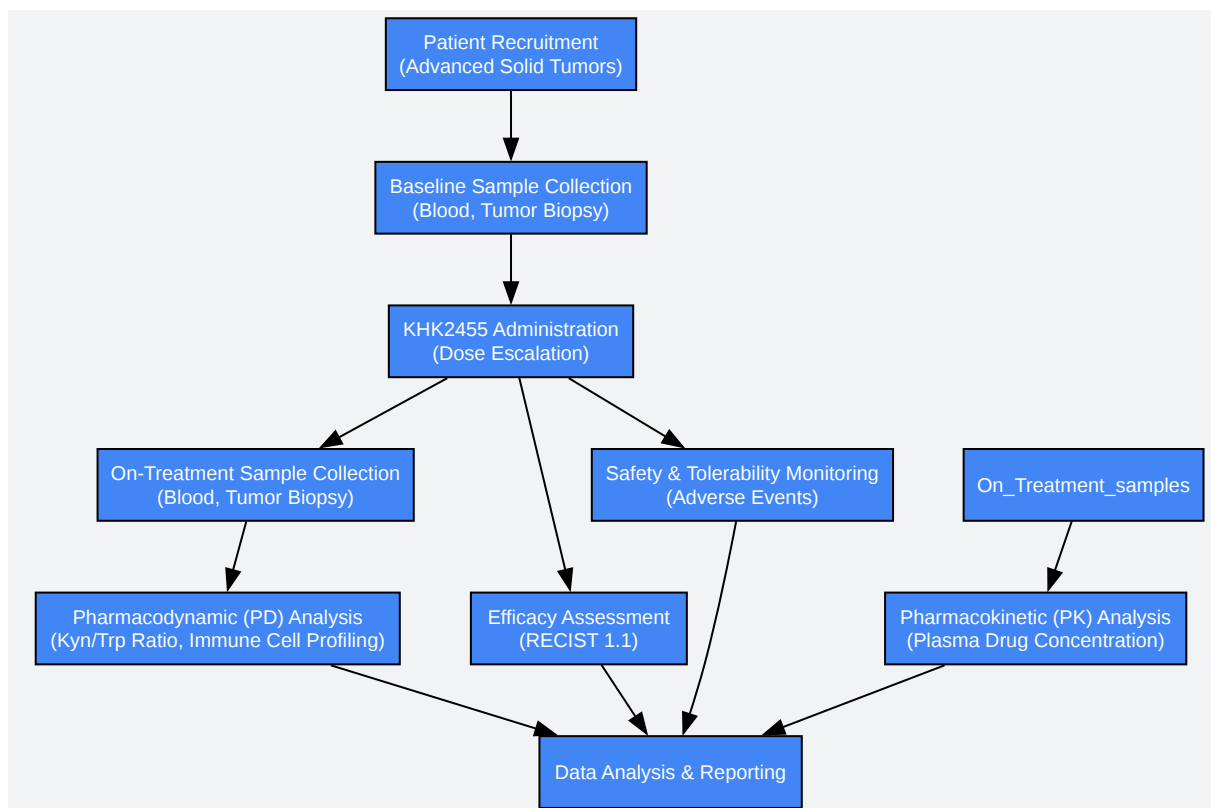 Patient Recruitment
(Advanced Solid Tumors)
Baseline Sample Collection
(Blood, Tumor Biopsy)
KHK2455 Administration
(Dose Escalation)
On-Treatment Sample Collection
(Blood, Tumor Biopsy)
Safety & Tolerability Monitoring
(Adverse Events)
On_Treatment_samples
Pharmacodynamic (PD) Analysis
(Kyn/Trp Ratio, Immune Cell Profiling)
Efficacy Assessment
(RECIST 1.1)
Pharmacokinetic (PK) Analysis
(Plasma Drug Concentration)
Data Analysis & Reporting